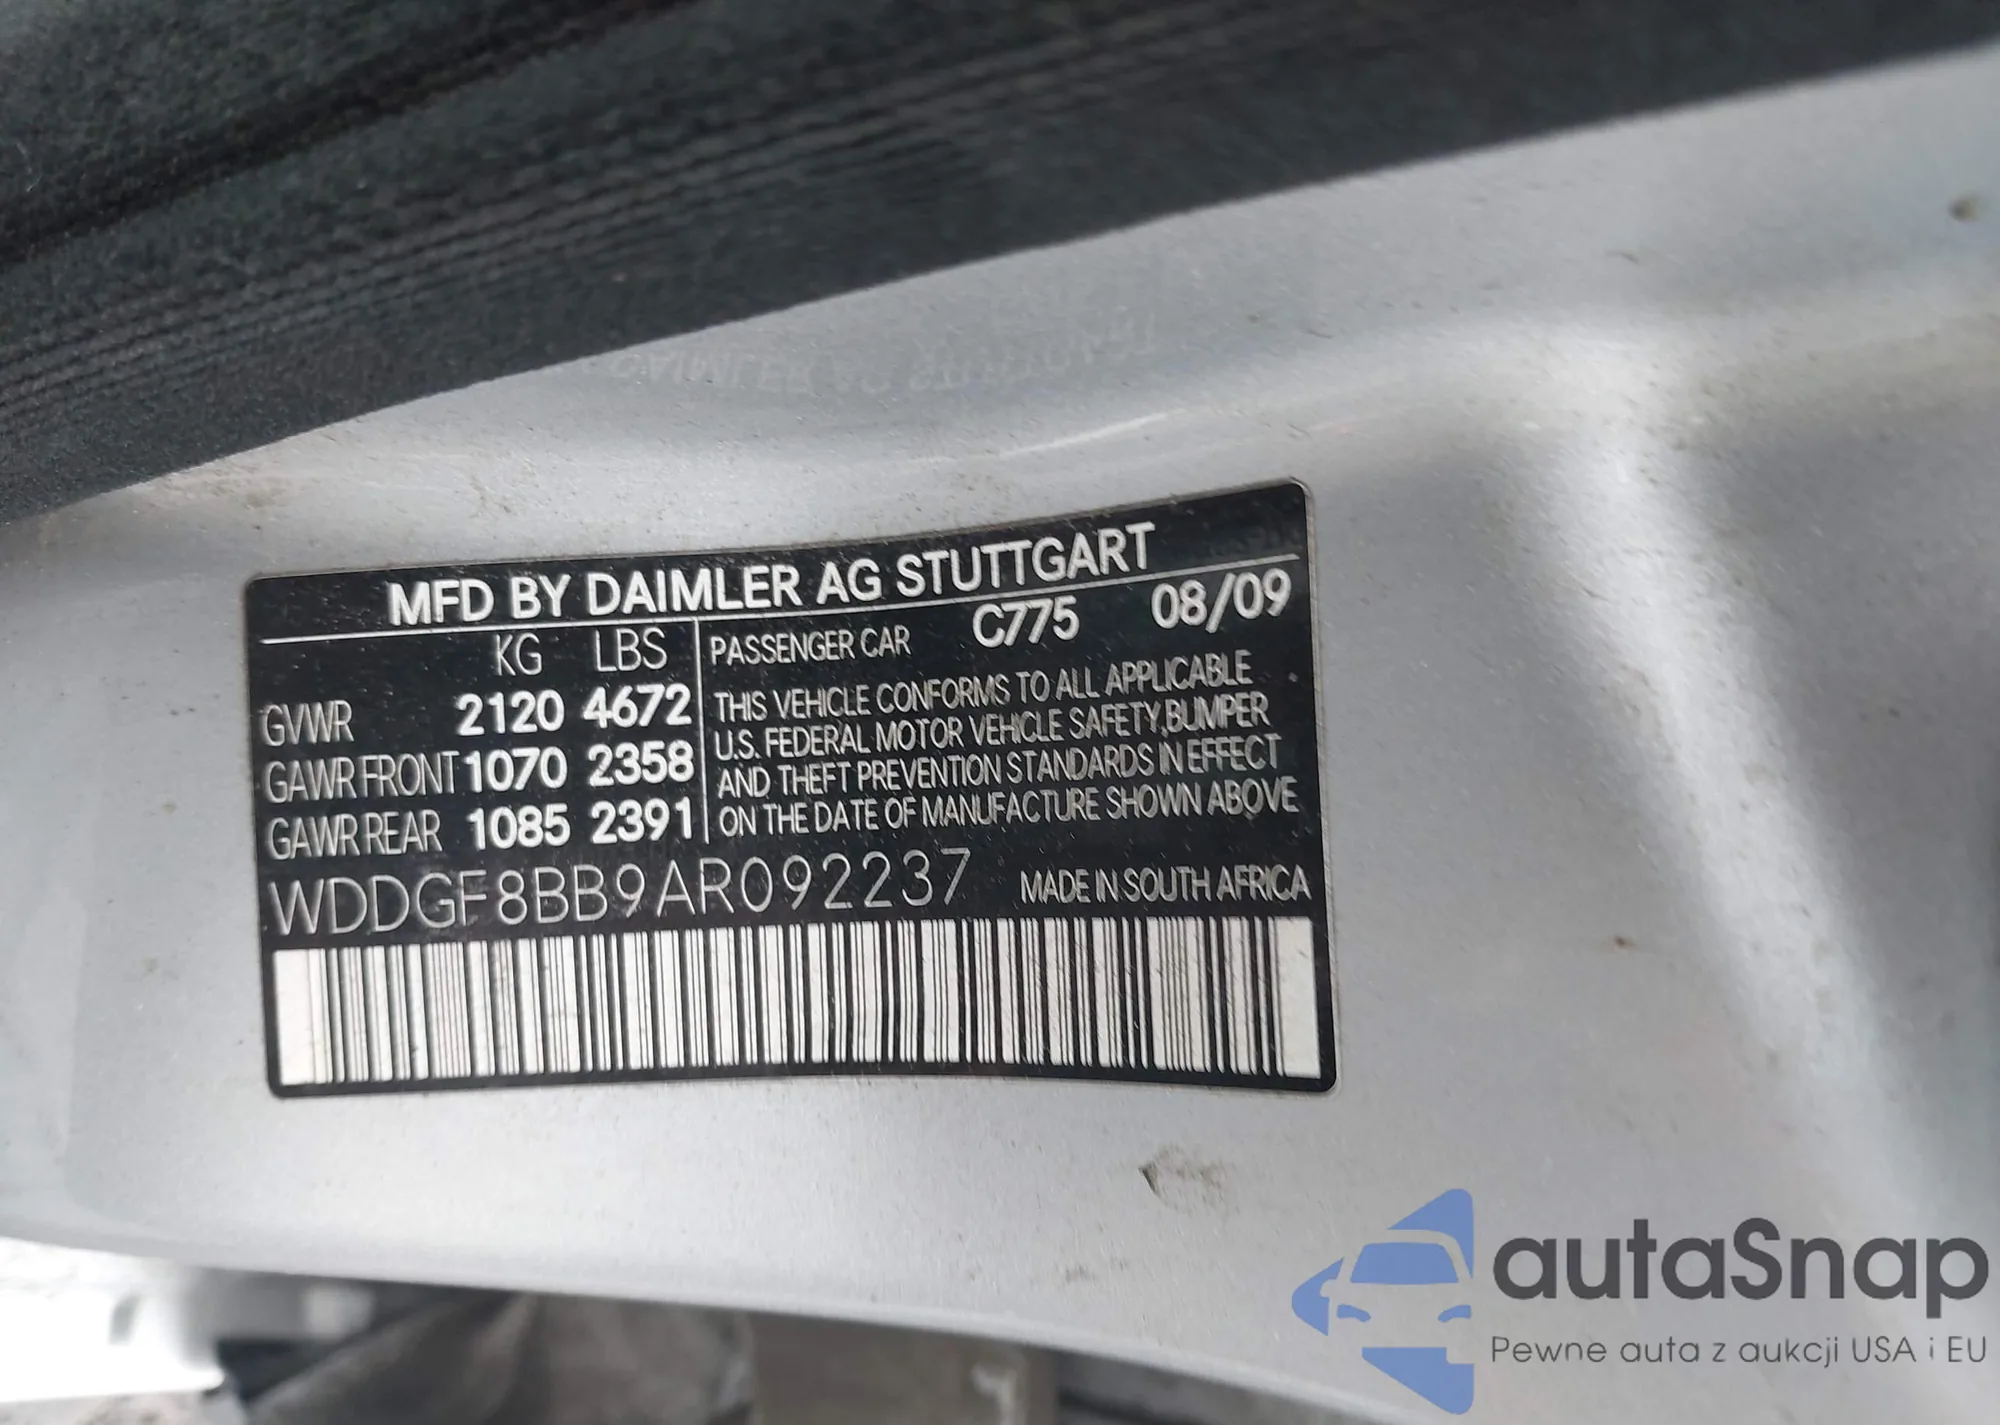 MFD BY DAIMLER AG STUTTGART
KG LBS
GVWR 2120 4672
GAWR FRONT 1070 2358
GAWR REAR 1085 2391
PASSENGER CAR C775 08/09
THIS VEHICLE CONFORMS TO ALL APPLICABLE
U.S. FEDERAL MOTOR VEHICLE SAFETY, BUMPER
AND THEFT PREVENTION STANDARDS IN EFFECT
ON THE DATE OF MANUFACTURE SHOWN ABOVE
WDDGF8BB9AR092237 MADE IN SOUTH AFRICA
autaSnap
Pewne auta z aukcji USA i EU